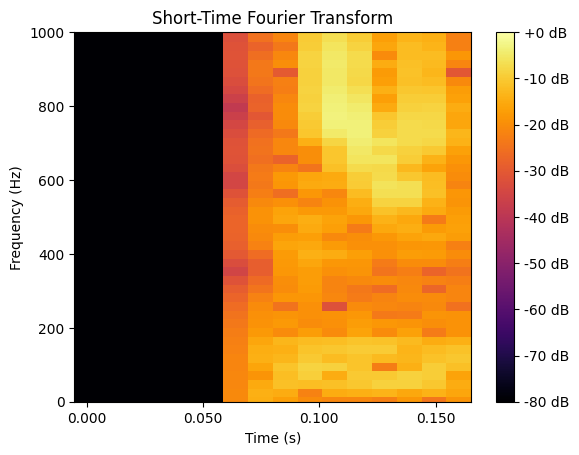 Short-Time Fourier Transform
1000
800
600
400
200
0
Frequency (Hz)
0.000
0.050
0.100
0.150
Time (s)
+0 dB
-10 dB
-20 dB
-30 dB
-40 dB
-50 dB
-60 dB
-70 dB
-80 dB